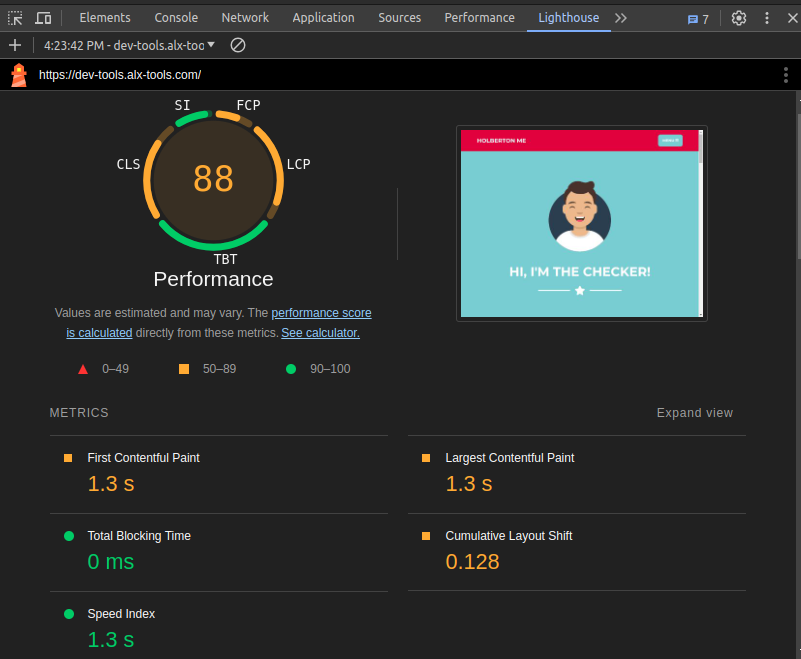 Elements Console Network Application Sources Performance Lighthouse 7
4:23:42 PM - dev-tools.alx-too
https://dev-tools.alx-tools.com/
SI FCP
CLS LCP
88
TBT
Performance
Values are estimated and may vary. The performance score
is calculated directly from these metrics. See calculator.
0–49 50–89 90–100
HOLBERTON ME
MENU
HI, I'M THE CHECKER!
METRICS Expand view
First Contentful Paint
1.3 s
Largest Contentful Paint
1.3 s
Total Blocking Time
0 ms
Cumulative Layout Shift
0.128
Speed Index
1.3 s